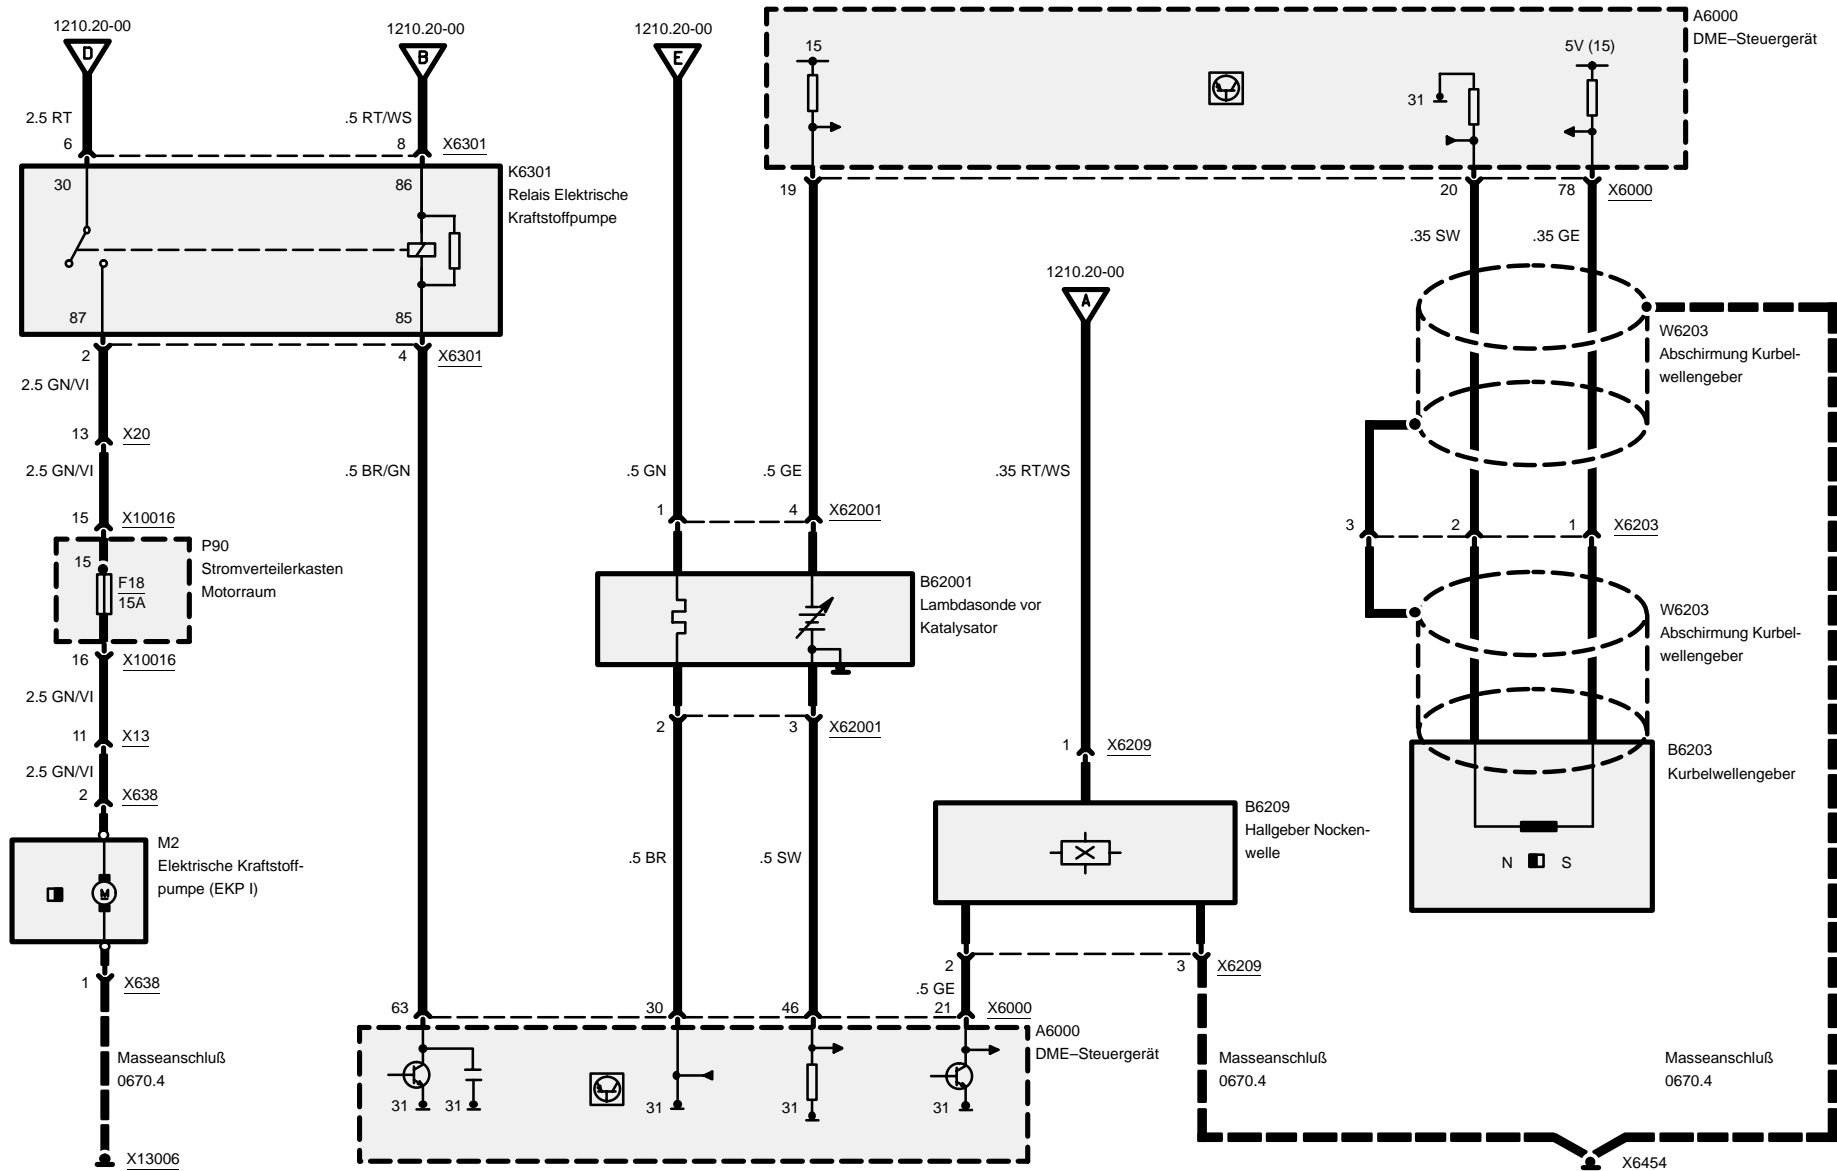 1210.20-00
D
1210.20-00
B
1210.20-00
E
A6000
DME–Steuergerät
15
5V (15)
31
2.5 RT
.5 RT/WS
6
8
X6301
K6301
Relais Elektrische
Kraftstoffpumpe
30
86
87
85
2
4
X6301
19
20
78
X6000
.35 SW
.35 GE
1210.20-00
A
W6203
Abschirmung Kurbel-
wellengeber
2.5 GN/VI
13
X20
2.5 GN/VI
.5 BR/GN
.5 GN
.5 GE
.35 RT/WS
15
X10016
1
4
X62001
3
2
1
X6203
P90
Stromverteilerkasten
Motorraum
15
F18
15A
B62001
Lambdasonde vor
Katalysator
W6203
Abschirmung Kurbel-
wellengeber
16
X10016
2.5 GN/VI
11
X13
2
3
X62001
1
X6209
B6203
Kurbelwellengeber
2.5 GN/VI
2
X638
B6209
Hallgeber Nocken-
welle
M2
Elektrische Kraftstoff-
pumpe (EKP I)
M
.5 BR
.5 SW
N
S
1
X638
2
3
X6209
.5 GE
63
30
46
21
X6000
A6000
DME–Steuergerät
Masseanschluß
0670.4
Masseanschluß
0670.4
Masseanschluß
0670.4
31
31
31
31
31
X13006
X6454